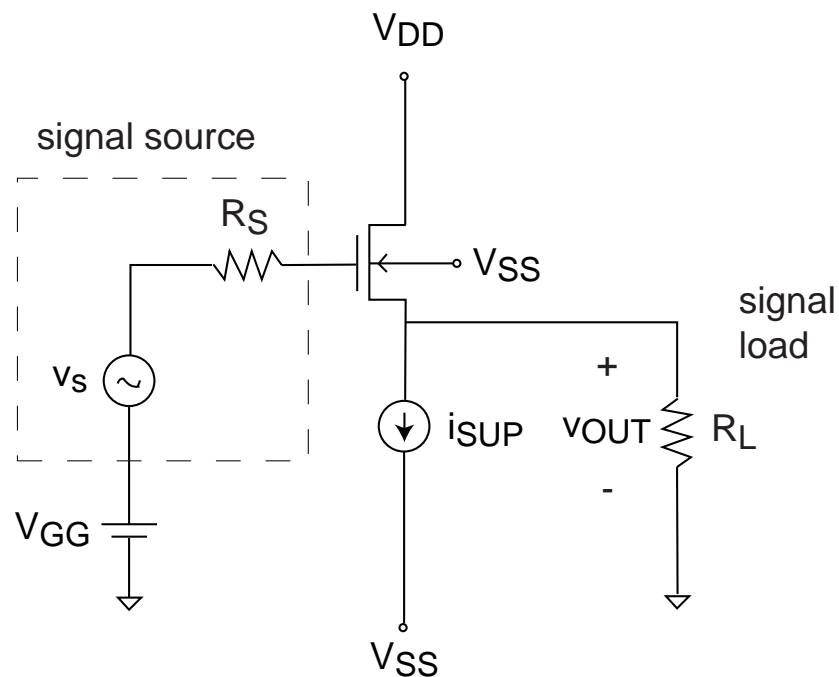 VDD
signal source
RS
VSS
signal
load
vs
+
iSUP
vOUT
RL
-
VGG
VSS